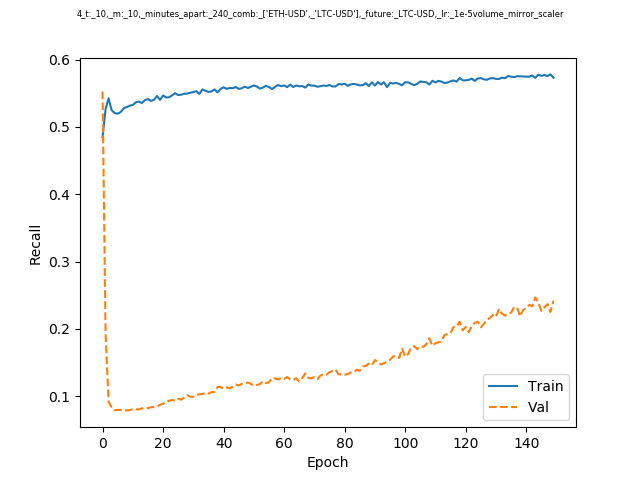 4_t:_10,_m:_10,_minutes_apart:_240_comb:_['ETH-USD',_'LTC-USD'],_future:_LTC-USD,_lr:_1e-5volume_mirror_scaler
0.6
0.5
0.4
0.3
0.2
0.1
Recall
0 20 40 60 80 100 120 140
Epoch
Train
Val